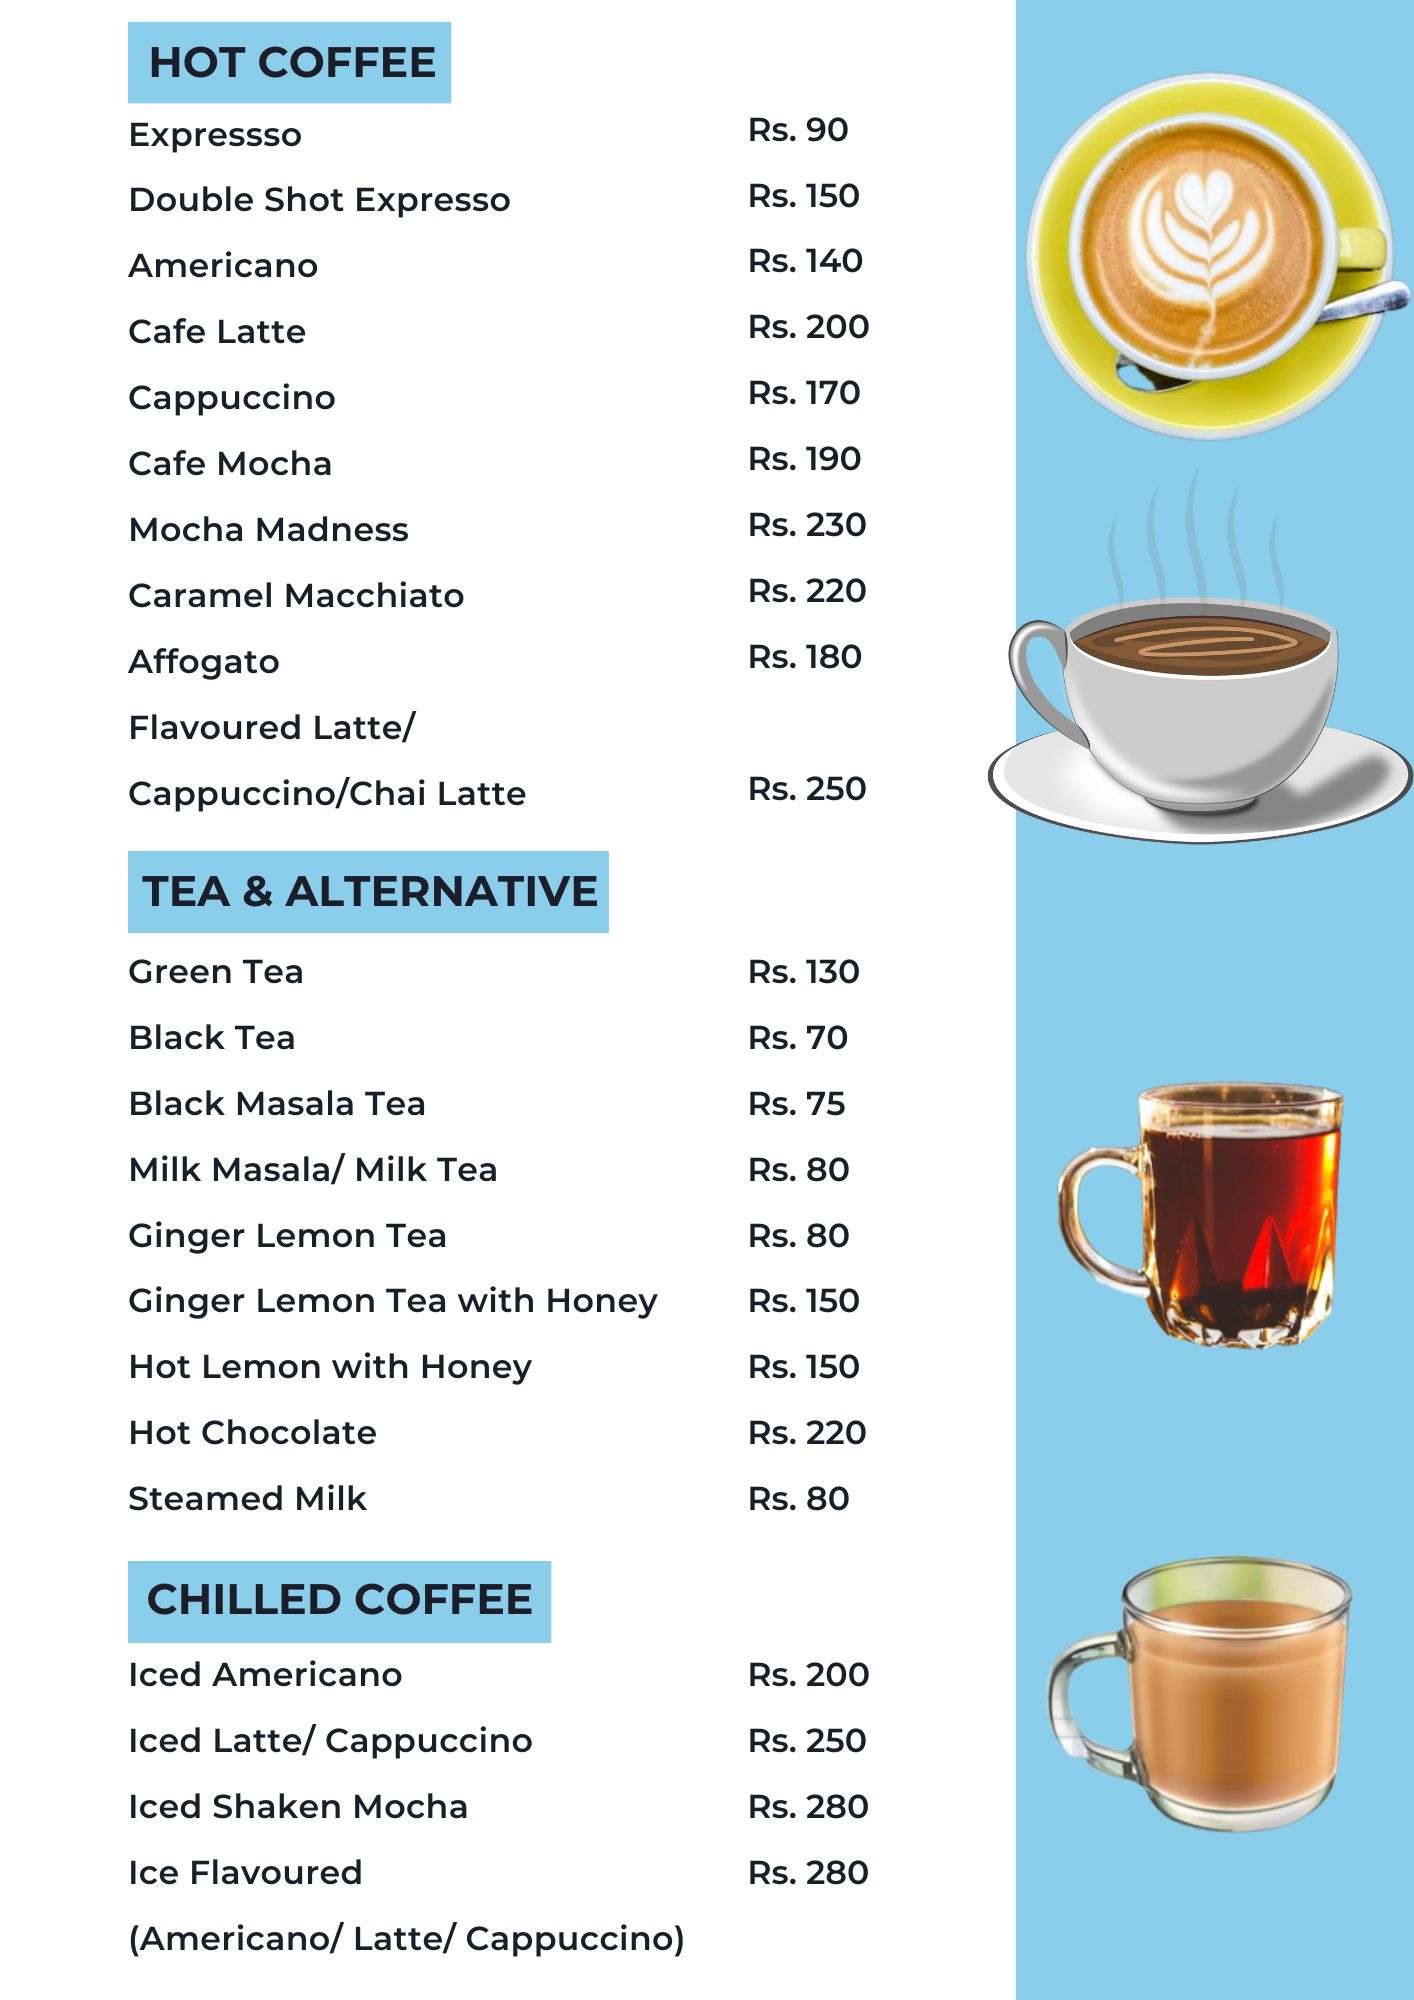 HOT COFFEE
Expressso Rs. 90
Double Shot Expresso Rs. 150
Americano Rs. 140
Cafe Latte Rs. 200
Cappuccino Rs. 170
Cafe Mocha Rs. 190
Mocha Madness Rs. 230
Caramel Macchiato Rs. 220
Affogato Rs. 180
Flavoured Latte/
Cappuccino/Chai Latte Rs. 250
TEA & ALTERNATIVE
Green Tea Rs. 130
Black Tea Rs. 70
Black Masala Tea Rs. 75
Milk Masala/ Milk Tea Rs. 80
Ginger Lemon Tea Rs. 80
Ginger Lemon Tea with Honey Rs. 150
Hot Lemon with Honey Rs. 150
Hot Chocolate Rs. 220
Steamed Milk Rs. 80
CHILLED COFFEE
Iced Americano Rs. 200
Iced Latte/ Cappuccino Rs. 250
Iced Shaken Mocha Rs. 280
Ice Flavoured Rs. 280
(Americano/ Latte/ Cappuccino)